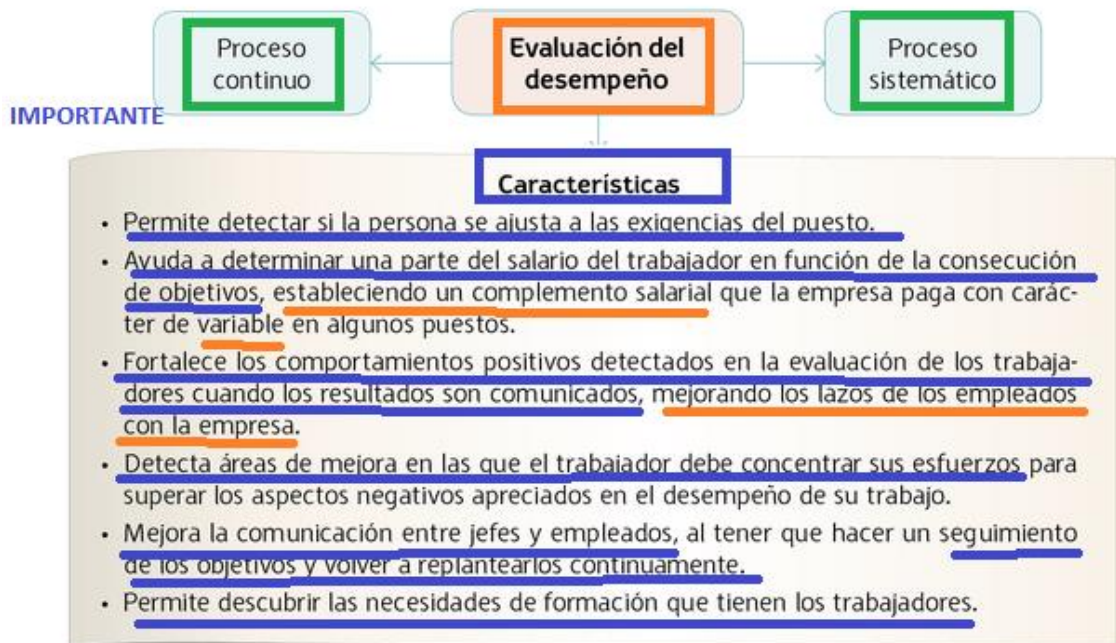 Proceso
continuo
Evaluación del
desempeño
Proceso
sistemático
IMPORTANTE
Características
• Permite detectar si la persona se ajusta a las exigencias del puesto.
• Ayuda a determinar una parte del salario del trabajador en función de la consecución
de objetivos, estableciendo un complemento salarial que la empresa paga con carác-
ter de variable en algunos puestos.
• Fortalece los comportamientos positivos detectados en la evaluación de los trabaja-
dores cuando los resultados son comunicados, mejorando los lazos de los empleados
con la empresa.
• Detecta áreas de mejora en las que el trabajador debe concentrar sus esfuerzos para
superar los aspectos negativos apreciados en el desempeño de su trabajo.
• Mejora la comunicación entre jefes y empleados, al tener que hacer un seguimiento
de los objetivos y volver a replantearlos continuamente.
• Permite descubrir las necesidades de formación que tienen los trabajadores.